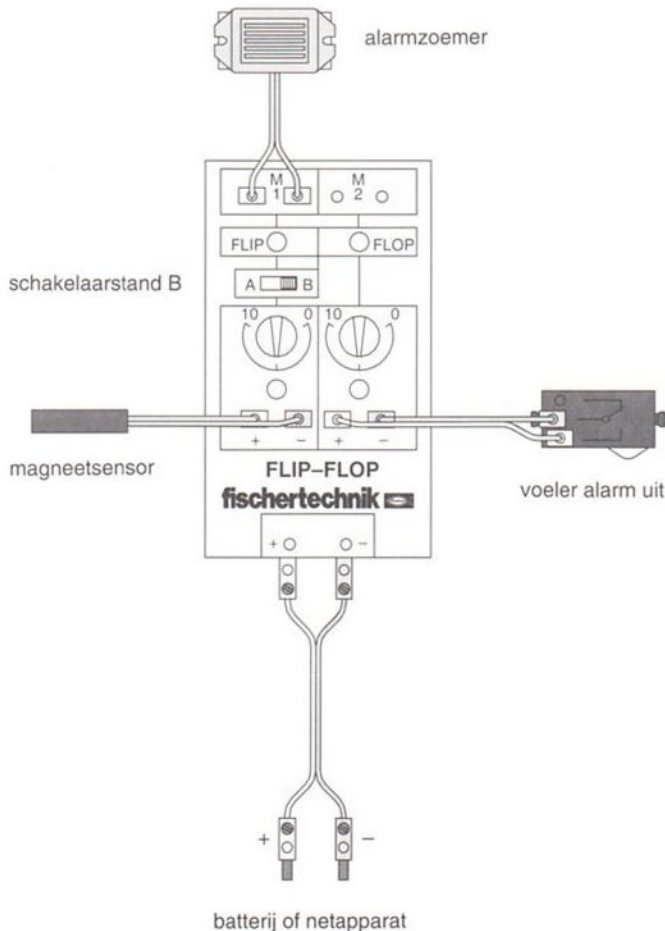 alarmzoemer
M M
1 2
FLIP FLOP
schakelaarstand B
A B
10 0 10 0
+ - + -
magneetsensor
FLIP–FLOP
voeler alarm uit
fischertechnik
+ -
+ -
batterij of netapparat